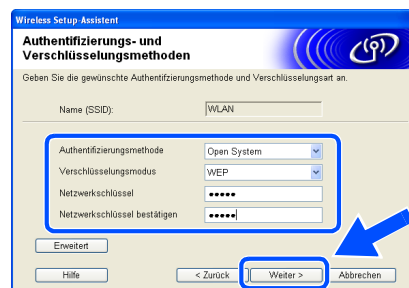 Wireless Setup-Assistent
Authentifizierungs- und
Verschlüsselungsmethoden
Geben Sie die gewünschte Authentifzierungsmethode und Verschlüsselungsart an.
Name (SSID): WLAN
Authentifizierungsmethode Open System
Verschlüsselungsmodus WEP
Netzwerkschlüssel •••••
Netzwerkschlüssel bestätigen •••••
Erweitert
Hilfe < Zurück Weiter > Abbrechen